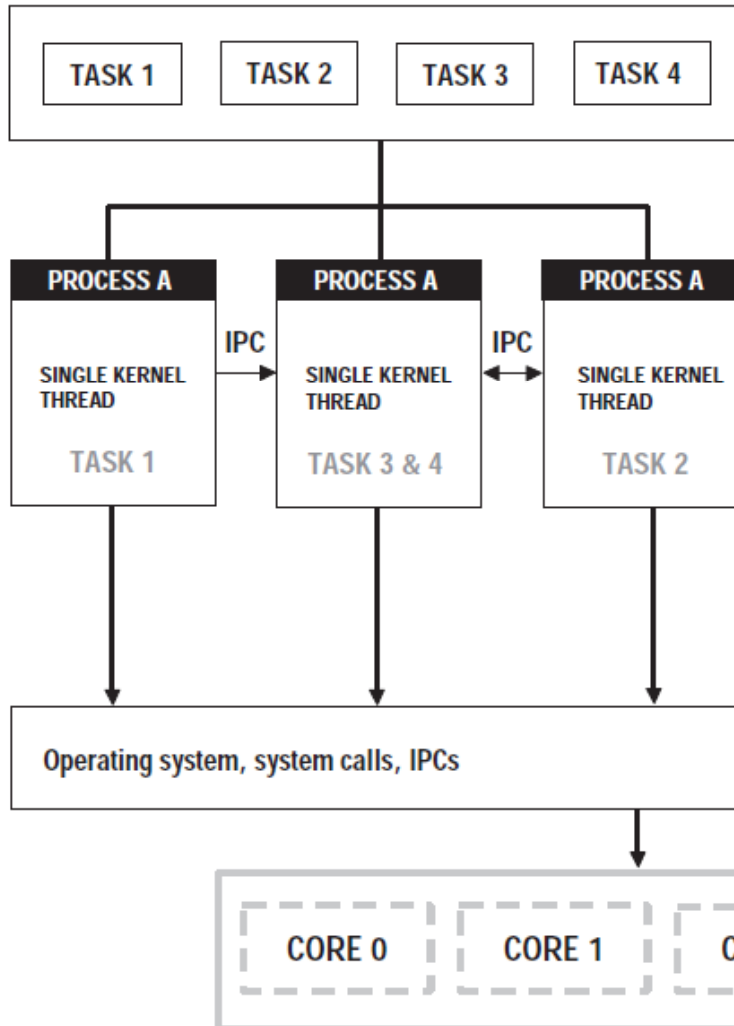 TASK 1
TASK 2
TASK 3
TASK 4
PROCESS A
PROCESS A
PROCESS A
IPC
IPC
SINGLE KERNEL
THREAD
SINGLE KERNEL
THREAD
SINGLE KERNEL
THREAD
TASK 1
TASK 3 & 4
TASK 2
Operating system, system calls, IPCs
CORE 0
CORE 1
C